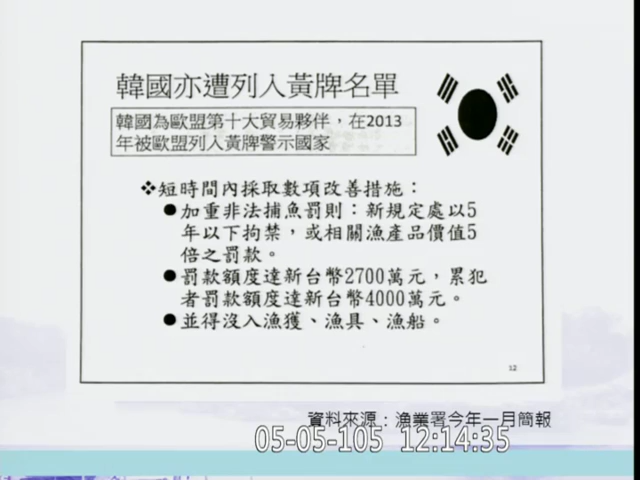 韓國亦遭列入黃牌名單
韓國為歐盟第十大貿易夥伴，在2013
年被歐盟列入黃牌警示國家
❖短時間內採取數項改善措施：
●加重非法捕魚罰則：新規定處以5
年以下拘禁，或相關漁產品價值5
倍之罰款。
●罰款額度達新台幣2700萬元，累犯
者罰款額度達新台幣4000萬元。
●並得沒入漁獲、漁具、漁船。
12
資料來源：漁業署今年一月簡報
05-05-105 12:14:35